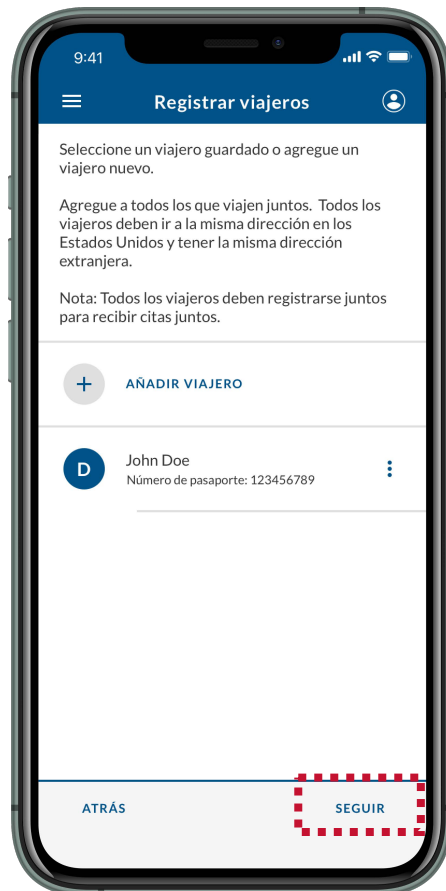 9:41
Registrar viajeros
Seleccione un viajero guardado o agregue un
viajero nuevo.
Agregue a todos los que viajen juntos. Todos los
viajeros deben ir a la misma dirección en los
Estados Unidos y tener la misma dirección
extranjera.
Nota: Todos los viajeros deben registrarse juntos
para recibir citas juntos.
+ AÑADIR VIAJERO
D
John Doe
Número de pasaporte: 123456789
ATRÁS
SEGUIR